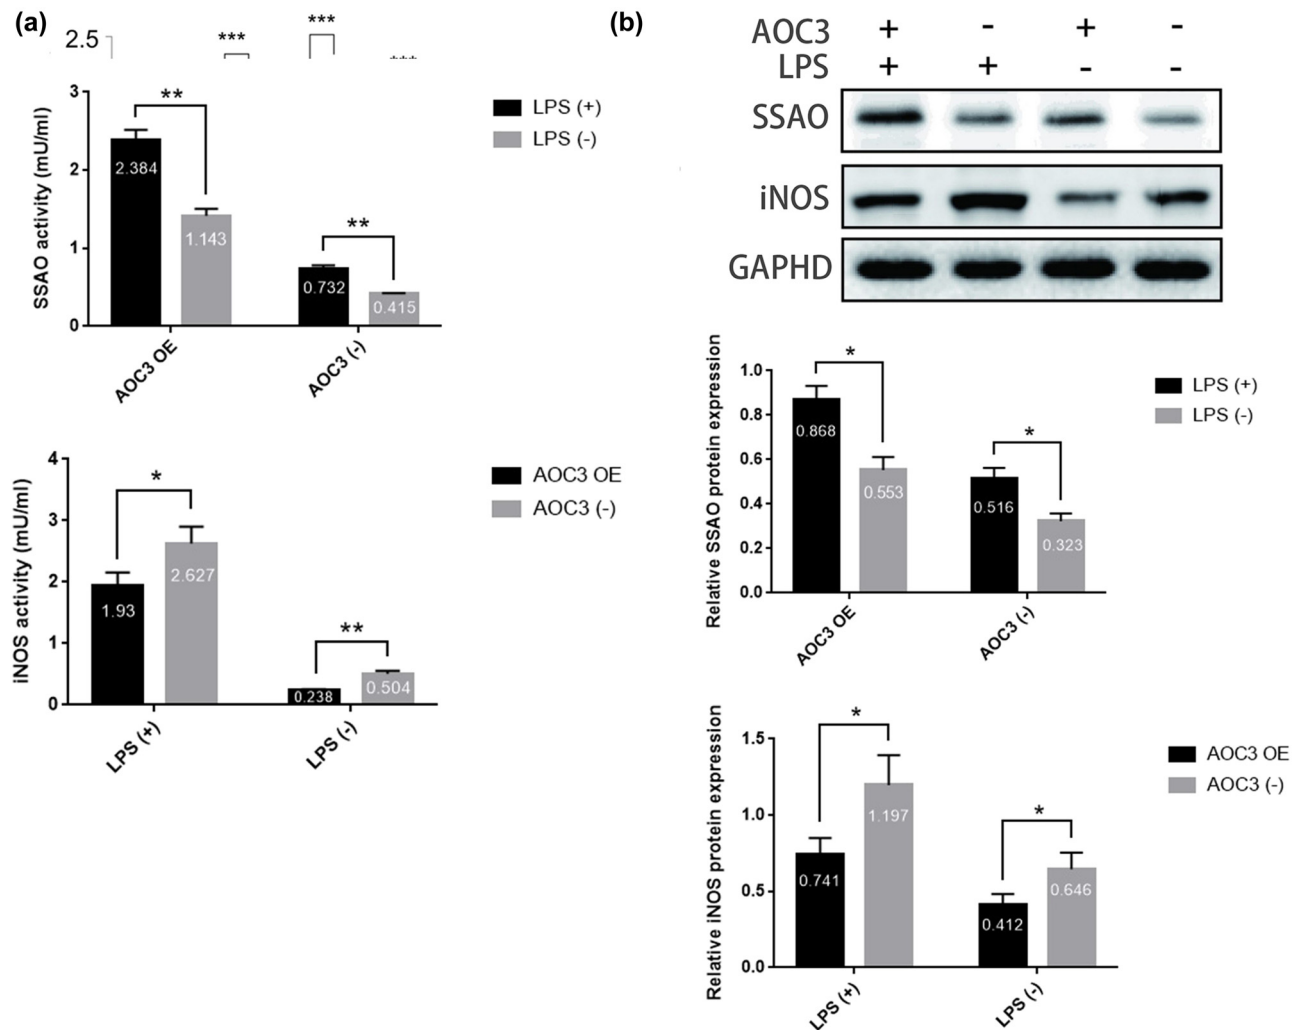 (a)
2.5
***
***
***
3
2
1
0
SSAO activity (mU/ml)
**
**
2.384
1.143
0.732
0.415
AOC3 OE
AOC3 (-)
LPS (+)
LPS (-)
4
3
2
1
0
iNOS activity (mU/ml)
*
**
1.93
2.627
0.238
0.504
LPS (+)
LPS (-)
AOC3 OE
AOC3 (-)
(b)
AOC3 + - + -
LPS + + - -
SSAO
iNOS
GAPHD
1.0
0.8
0.6
0.4
0.2
0.0
Relative SSAO protein expression
*
*
0.868
0.553
0.516
0.323
AOC3 OE
AOC3 (-)
LPS (+)
LPS (-)
1.5
1.0
0.5
0.0
Relative iNOS protein expression
*
*
0.741
1.197
0.412
0.646
LPS (+)
LPS (-)
AOC3 OE
AOC3 (-)